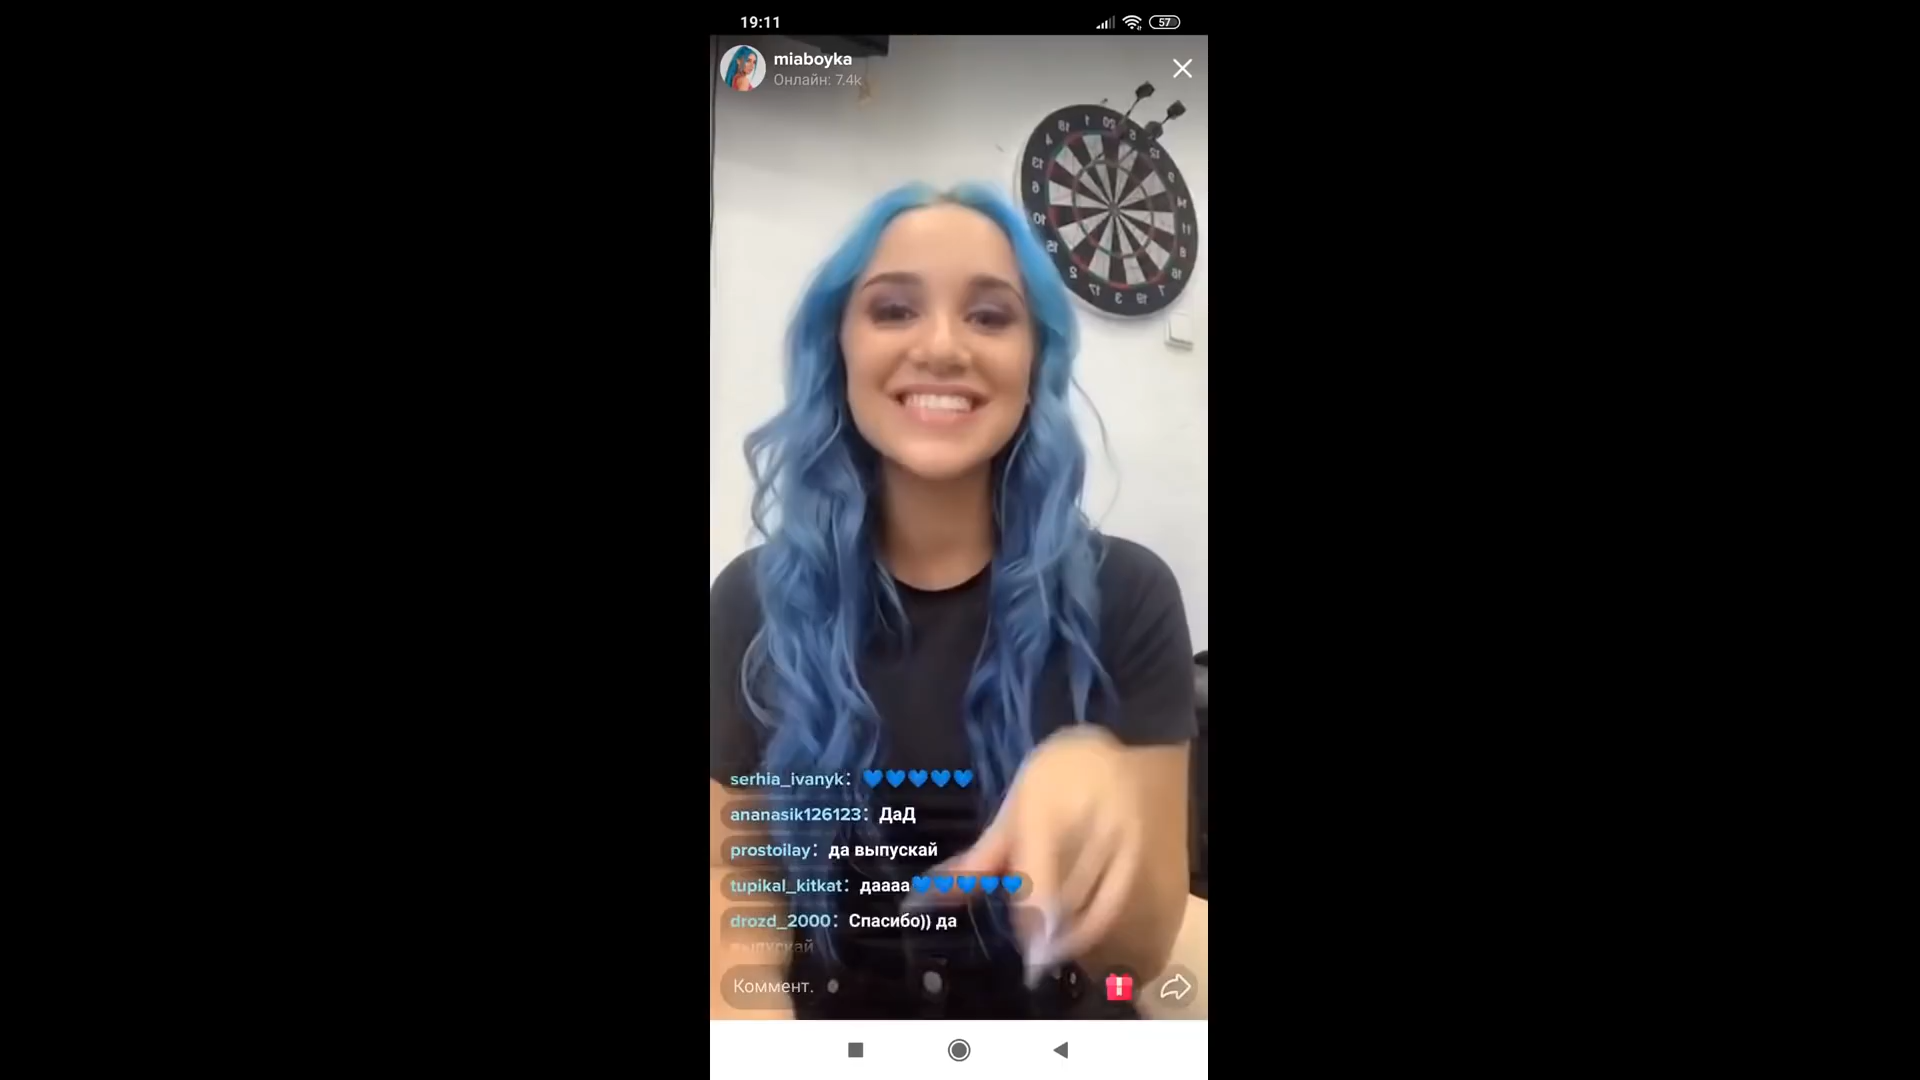 19:11
57
miaboyka
Онлайн: 7.4k
serhia_ivanyk: 💙💙💙💙💙
ananasik126123: ДаД
prostoilay: да выпускай
tupikal_kitkat: даааа💙💙💙💙💙
drozd_2000: Спасибо)) да
выпускай
Коммент.